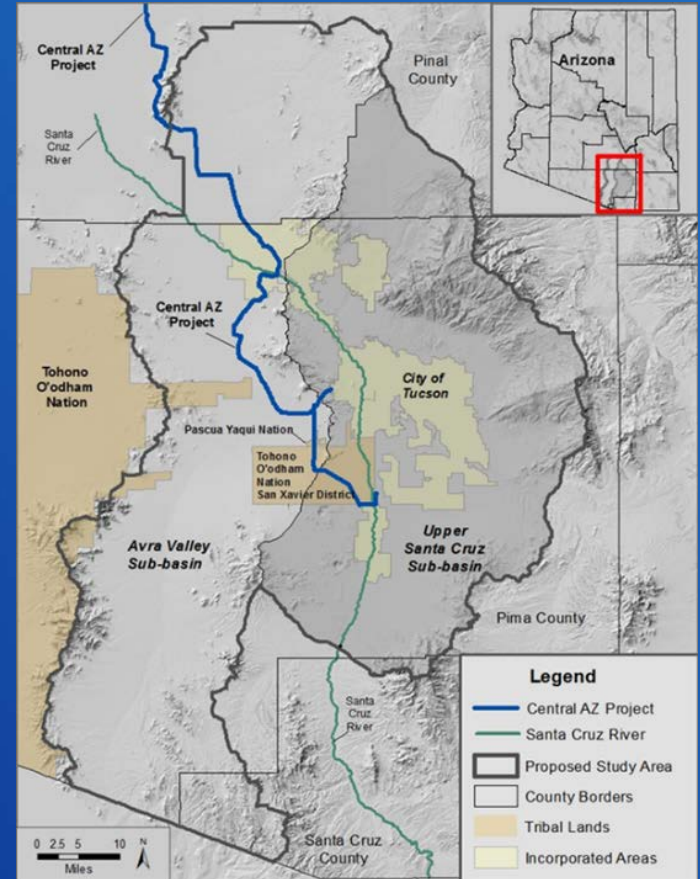 Central AZ
Project
Pinal
County
Arizona
Santa
Cruz
River
Central AZ
Project
Tohono
O'odham
Nation
City of
Tucson
Pascua Yaqui Nation
Tohono
O'odham
Nation
San Xavier District
Avra Valley
Sub-basin
Upper
Santa Cruz
Sub-basin
Pima County
Santa
Cruz
River
Santa Cruz
County
0 2.5 5 10
Miles
N
Legend
Central AZ Project
Santa Cruz River
Proposed Study Area
County Borders
Tribal Lands
Incorporated Areas